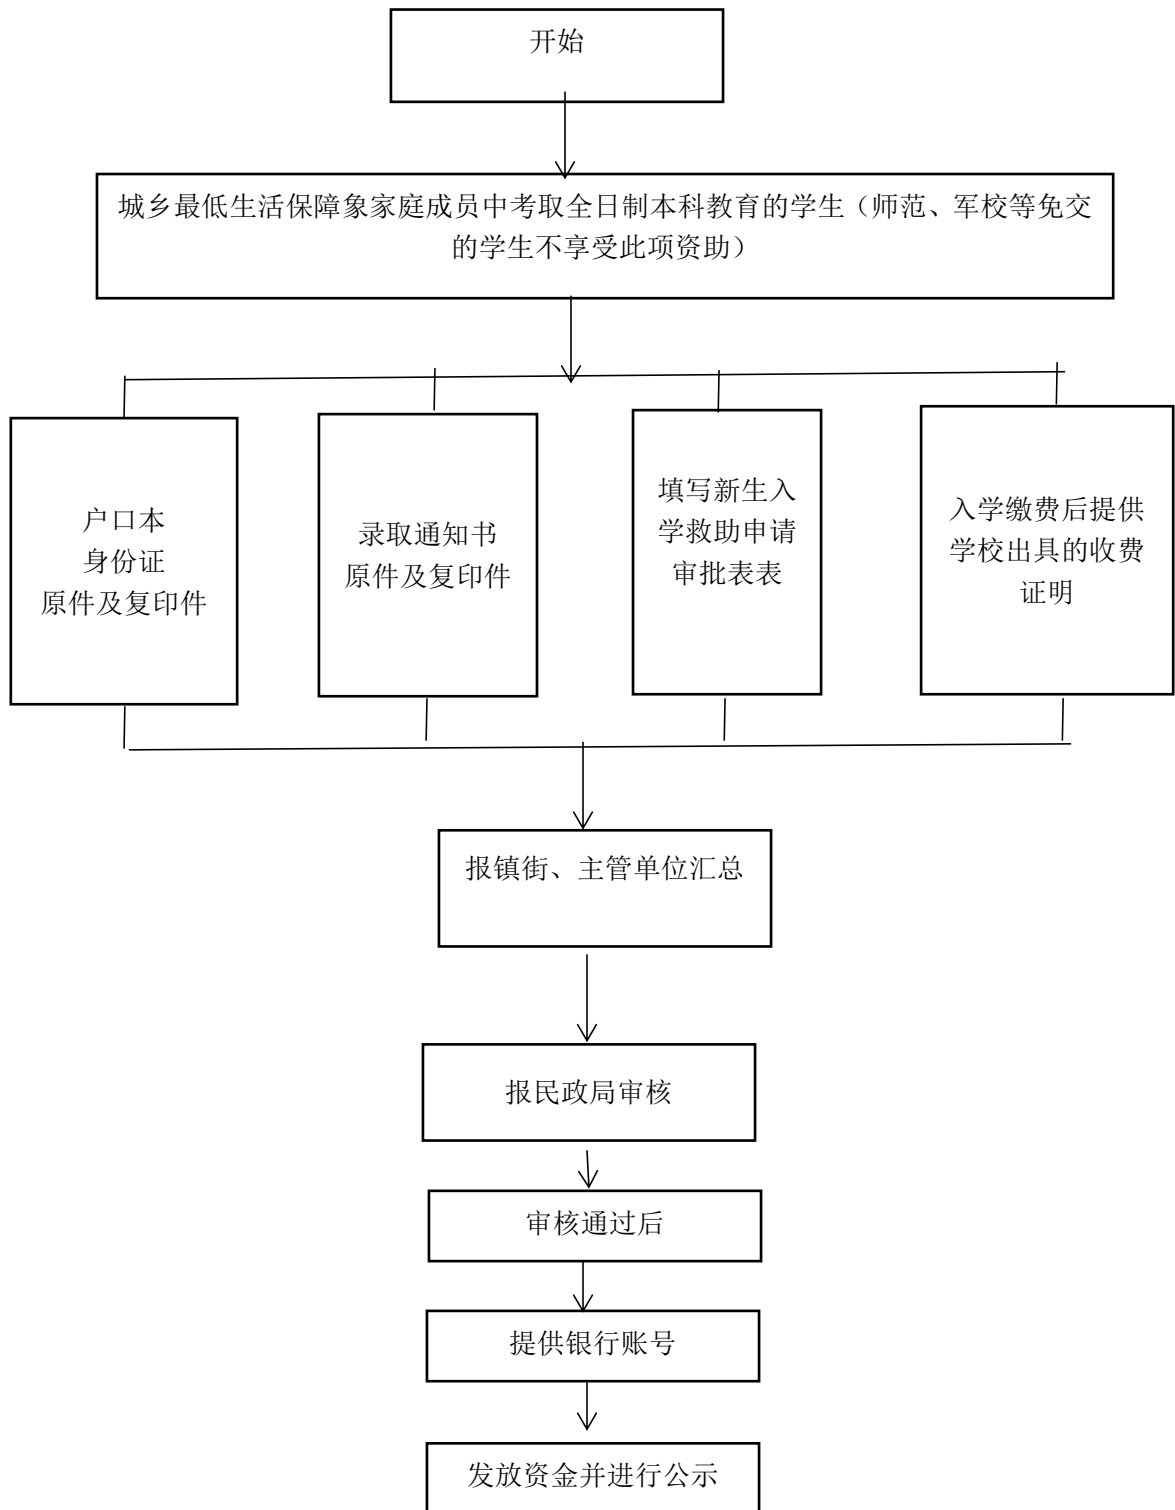 开始
城乡最低生活保障象家庭成员中考取全日制本科教育的学生（师范、军校等免交
的学生不享受此项资助）
户口本
身份证
原件及复印件
录取通知书
原件及复印件
填写新生入
学救助申请
审批表表
入学缴费后提供
学校出具的收费
证明
报镇街、主管单位汇总
报民政局审核
审核通过后
提供银行账号
发放资金并进行公示